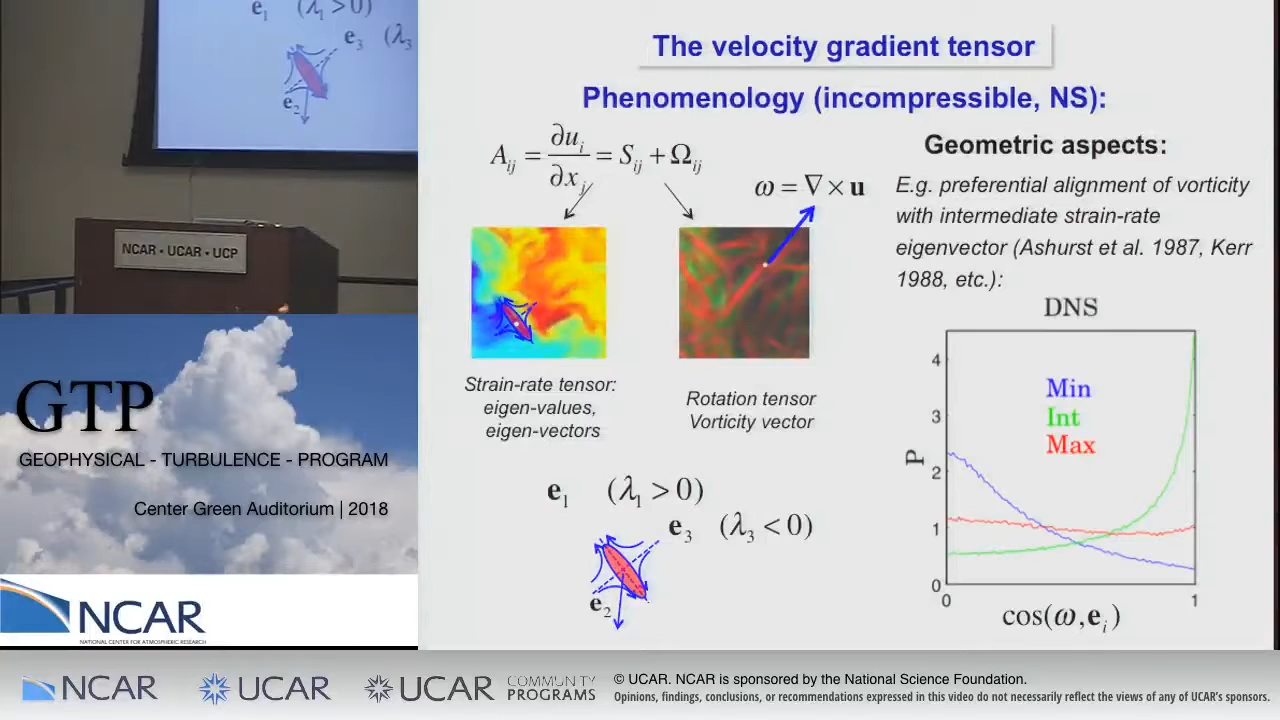 e₁ (λ₁ > 0)
e₃ (λ₃
e₂
NCAR • UCAR • UCP
GTP
GEOPHYSICAL - TURBULENCE - PROGRAM
Center Green Auditorium | 2018
NCAR
NATIONAL CENTER FOR ATMOSPHERIC RESEARCH
The velocity gradient tensor
Phenomenology (incompressible, NS):
A_ij = ∂u_i/∂x_j = S_ij + Ω_ij
ω = ∇ × u
Strain-rate tensor:
eigen-values,
eigen-vectors
Rotation tensor
Vorticity vector
e₁ (λ₁ > 0)
e₃ (λ₃ < 0)
e₂
Geometric aspects:
E.g. preferential alignment of vorticity
with intermediate strain-rate
eigenvector (Ashurst et al. 1987, Kerr
1988, etc.):
DNS
4
3
2
1
0
P
Min
Int
Max
0 1
cos(ω,e_i)
NCAR UCAR UCAR COMMUNITY PROGRAMS
© UCAR. NCAR is sponsored by the National Science Foundation.
Opinions, findings, conclusions, or recommendations expressed in this video do not necessarily reflect the views of any of UCAR's sponsors.